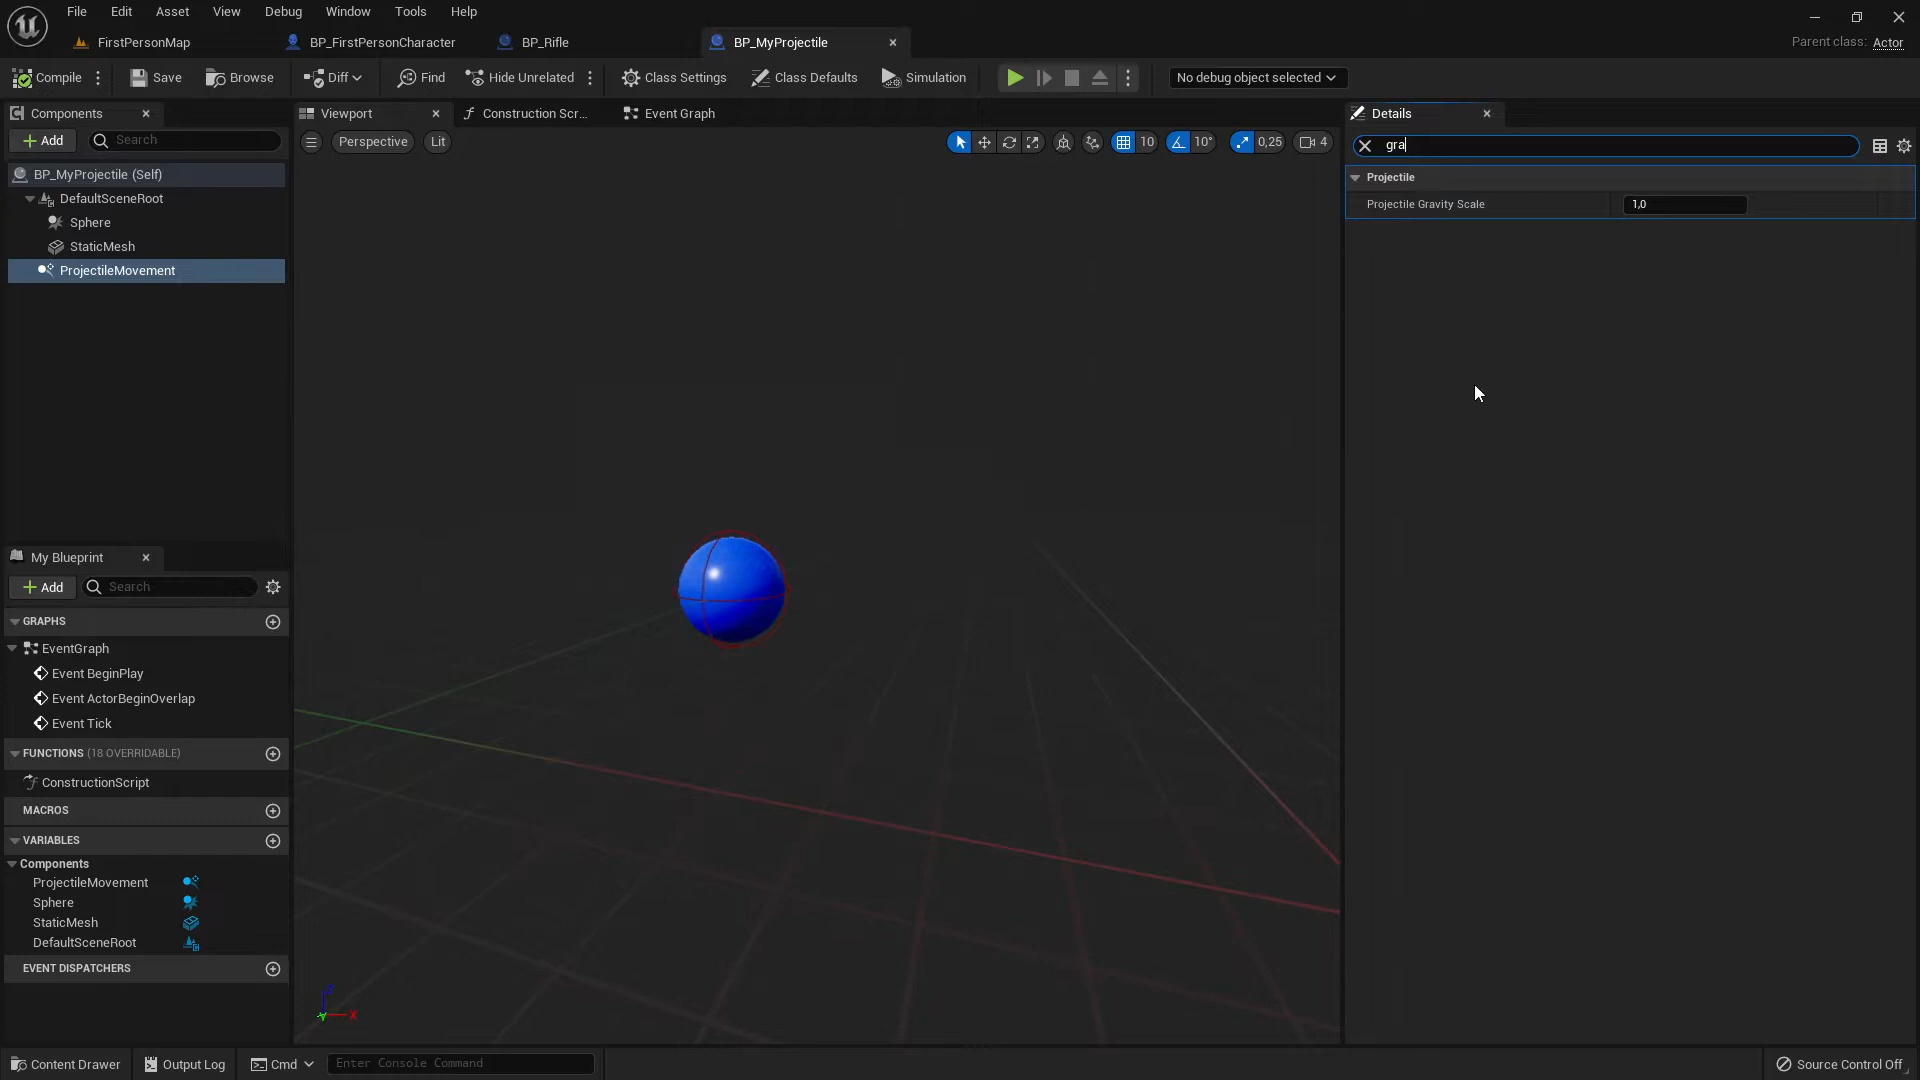 File Edit Asset View Debug Window Tools Help
FirstPersonMap BP_FirstPersonCharacter BP_Rifle BP_MyProjectile
Parent class: Actor
Compile Save Browse Diff Find Hide Unrelated Class Settings Class Defaults Simulation No debug object selected
Components
Add Search
BP_MyProjectile (Self)
DefaultSceneRoot
Sphere
StaticMesh
ProjectileMovement
Viewport Construction Scr... Event Graph
Perspective Lit 10 10° 0,25 4
Details
gra
Projectile
Projectile Gravity Scale 1,0
My Blueprint
Add Search
GRAPHS
EventGraph
Event BeginPlay
Event ActorBeginOverlap
Event Tick
FUNCTIONS (18 OVERRIDABLE)
ConstructionScript
MACROS
VARIABLES
Components
ProjectileMovement
Sphere
StaticMesh
DefaultSceneRoot
EVENT DISPATCHERS
Z
Y X
Content Drawer Output Log Cmd Enter Console Command Source Control Off